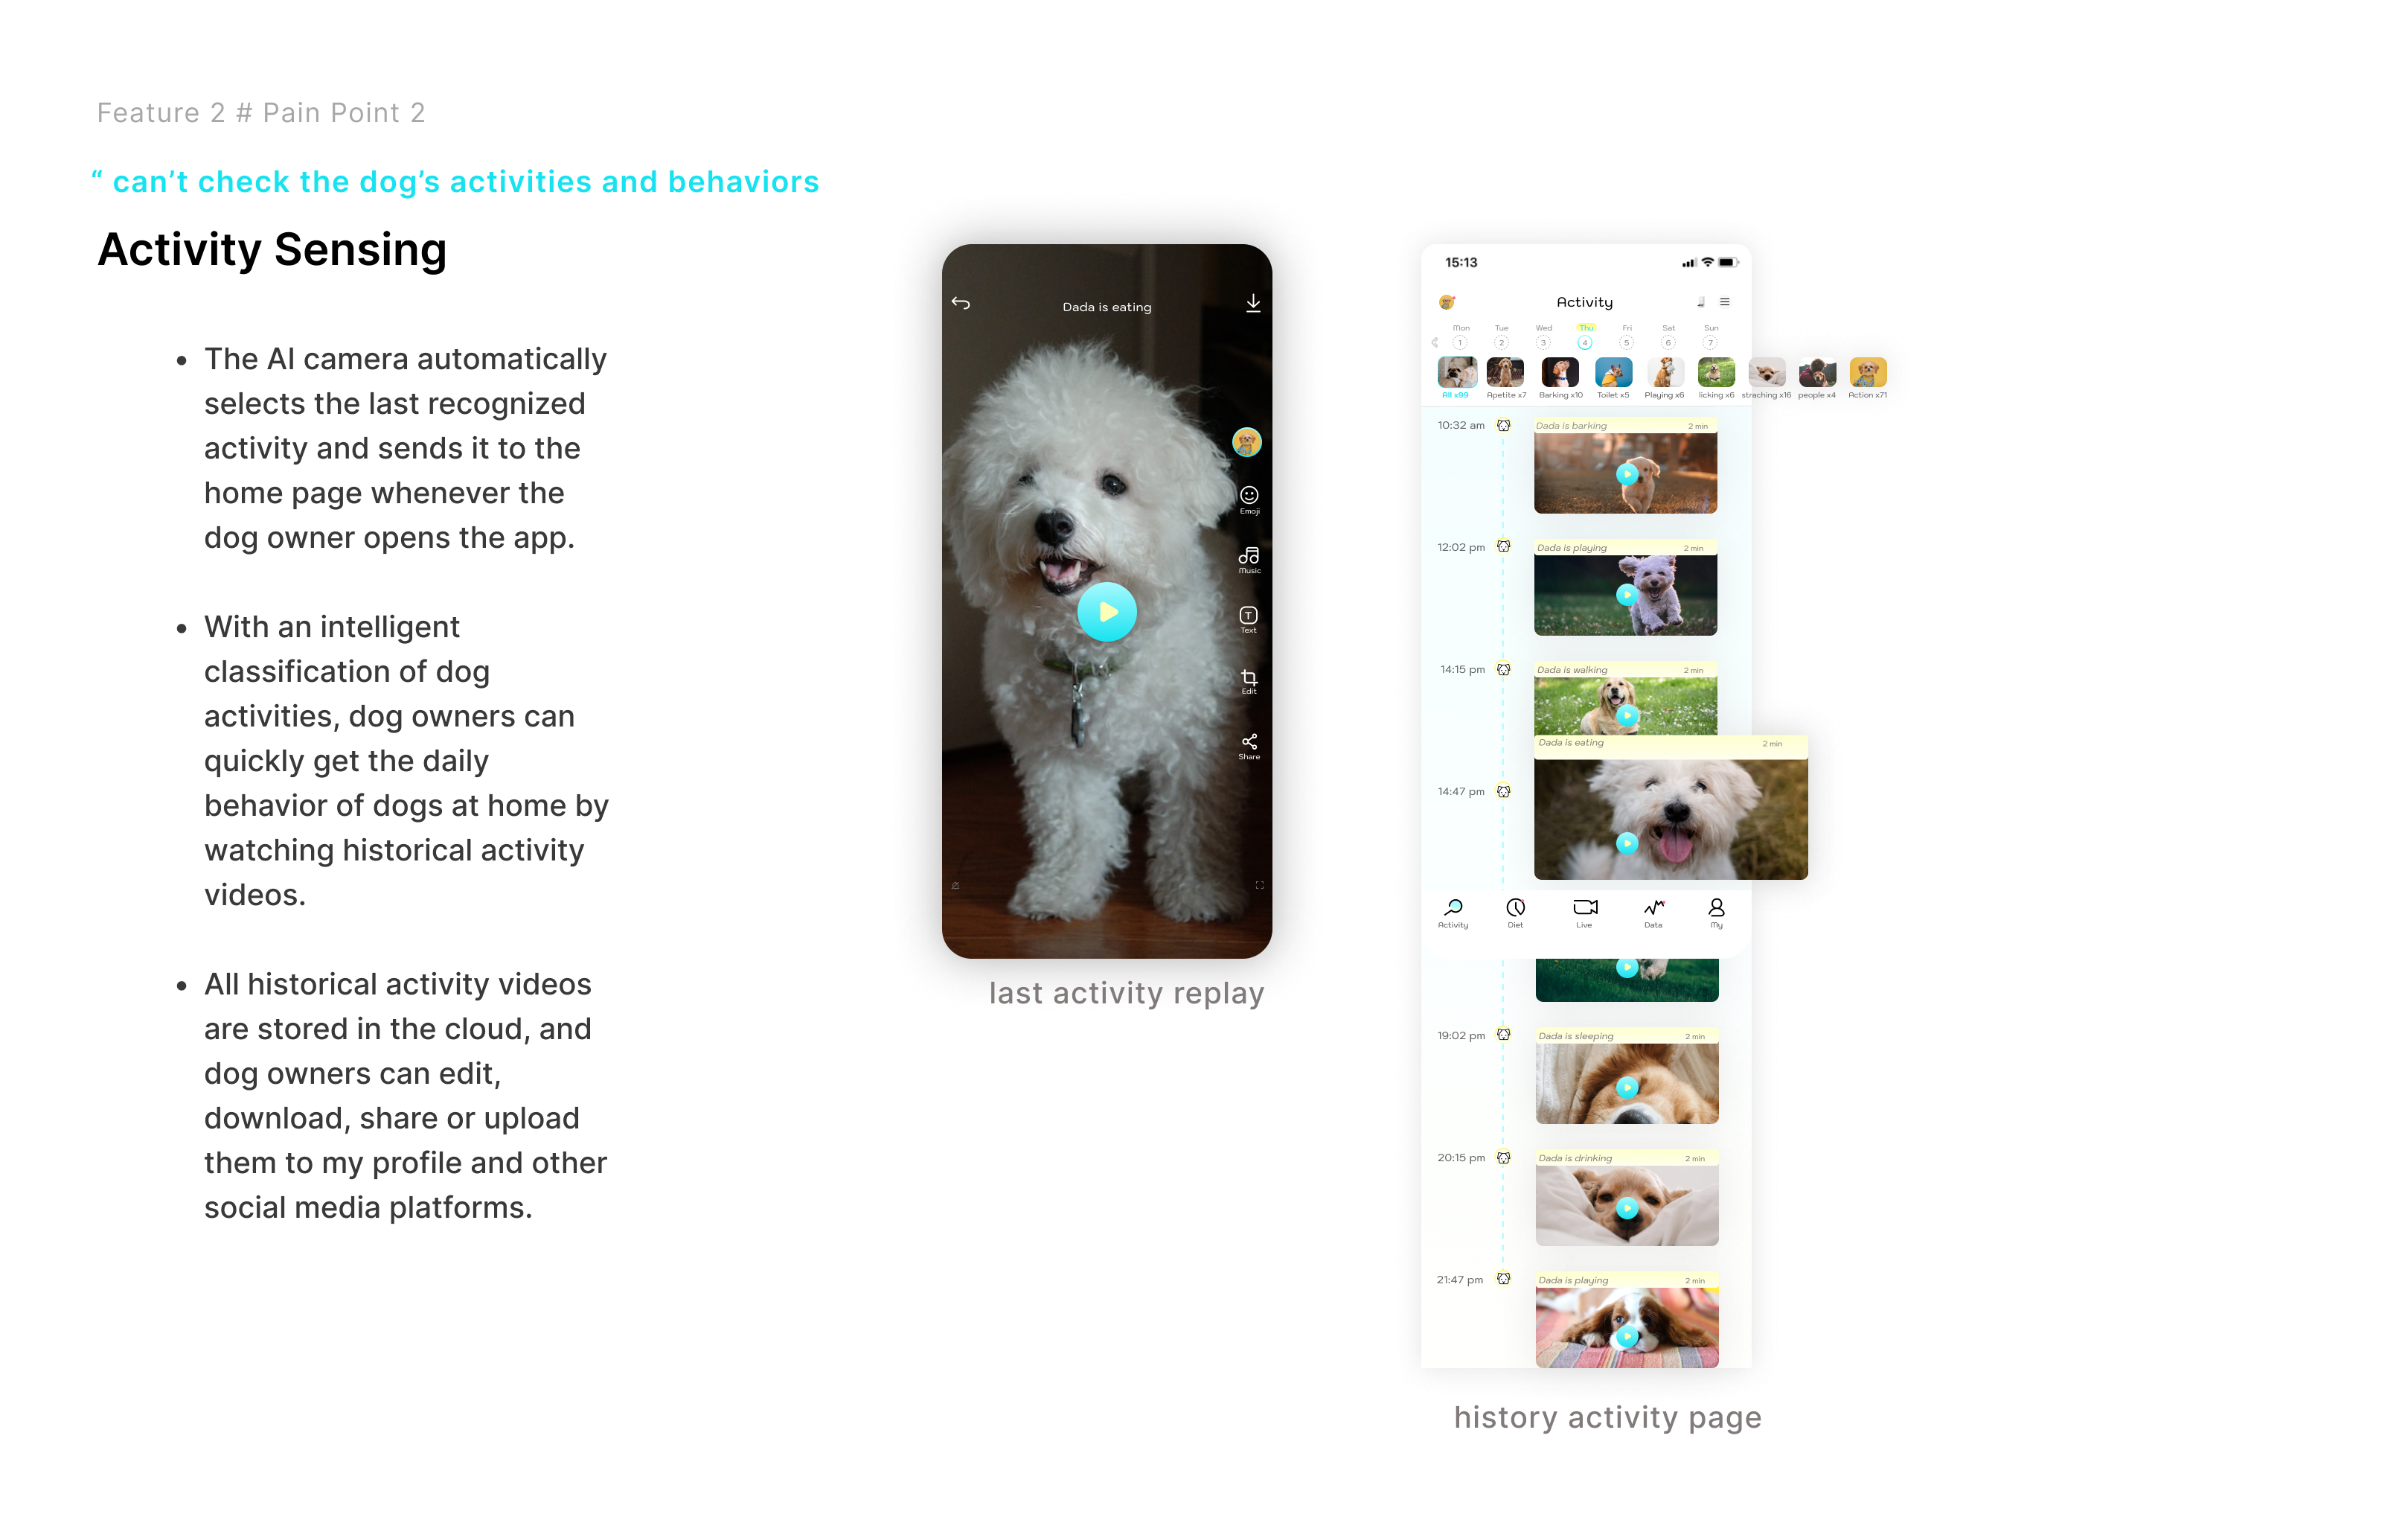 Feature 2 # Pain Point 2
“ can’t check the dog’s activities and behaviors
Activity Sensing
• The AI camera automatically
selects the last recognized
activity and sends it to the
home page whenever the
dog owner opens the app.
• With an intelligent
classification of dog
activities, dog owners can
quickly get the daily
behavior of dogs at home by
watching historical activity
videos.
• All historical activity videos
are stored in the cloud, and
dog owners can edit,
download, share or upload
them to my profile and other
social media platforms.
Dada is eating
Emoji
Music
T
Text
Edit
Share
last activity replay
15:13
Activity
Mon Tue Wed Thu Fri Sat Sun
1 2 3 4 5 6 7
All x99 Apetite x7 Barking x10 Toilet x5 Playing x6 licking x6 straching x16 people x4 Action x71
10:32 am Dada is barking 2 min
12:02 pm Dada is playing 2 min
14:15 pm Dada is walking 2 min
Dada is eating 2 min
14:47 pm
Activity Diet Live Data My
19:02 pm Dada is sleeping 2 min
20:15 pm Dada is drinking 2 min
21:47 pm Dada is playing 2 min
history activity page